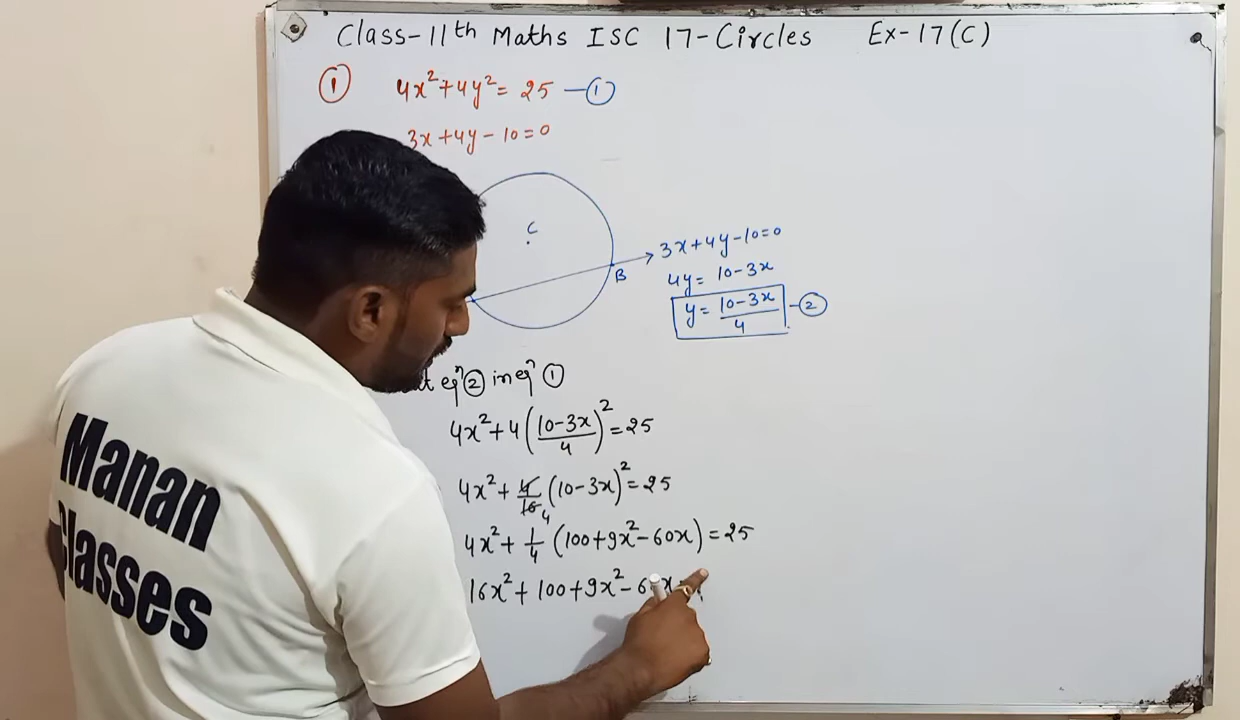 Class-11th Maths ISC 17-Circles Ex-17(C)
① 4x²+4y²= 25 —①
3x+4y-10=0
C
B
3x+4y-10=0
4y= 10-3x
y= 10-3x/4 -②
eqⁿ② in eqⁿ ①
4x²+4(10-3x/4)²=25
4x²+4/16 4(10-3x)²=25
4x²+1/4(100+9x²-60x)=25
16x²+100+9x²-6 x
Manan
Classes